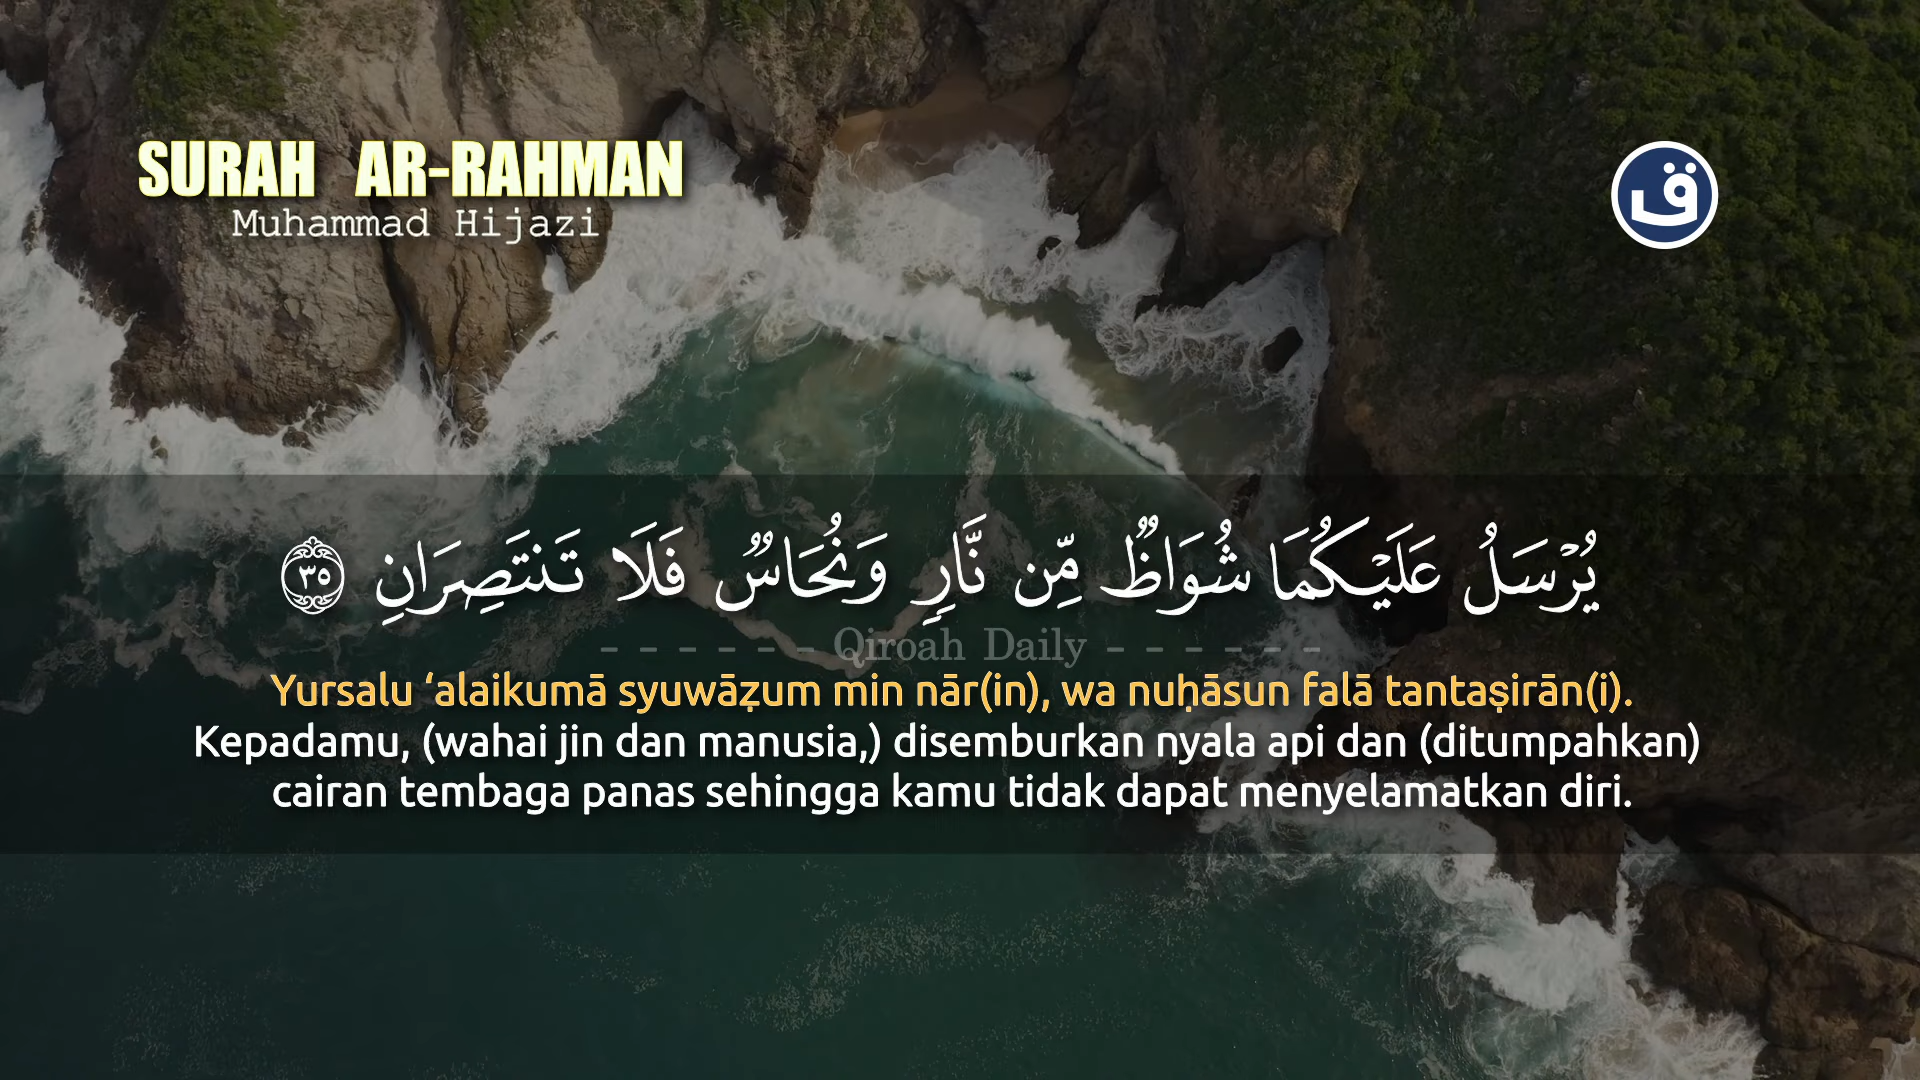 SURAH AR-RAHMAN
Muhammad Hijazi
ق
يُرْسَلُ عَلَيْكُمَا شُوَاظٌ مِّن نَّارٍ وَنُحَاسٌ فَلَا تَنتَصِرَانِ ٣٥
- - - - - - Qiroah Daily - - - - - -
Yursalu ‘alaikumā syuwāẓum min nār(in), wa nuḥāsun falā tantaṣirān(i).
Kepadamu, (wahai jin dan manusia,) disemburkan nyala api dan (ditumpahkan)
cairan tembaga panas sehingga kamu tidak dapat menyelamatkan diri.